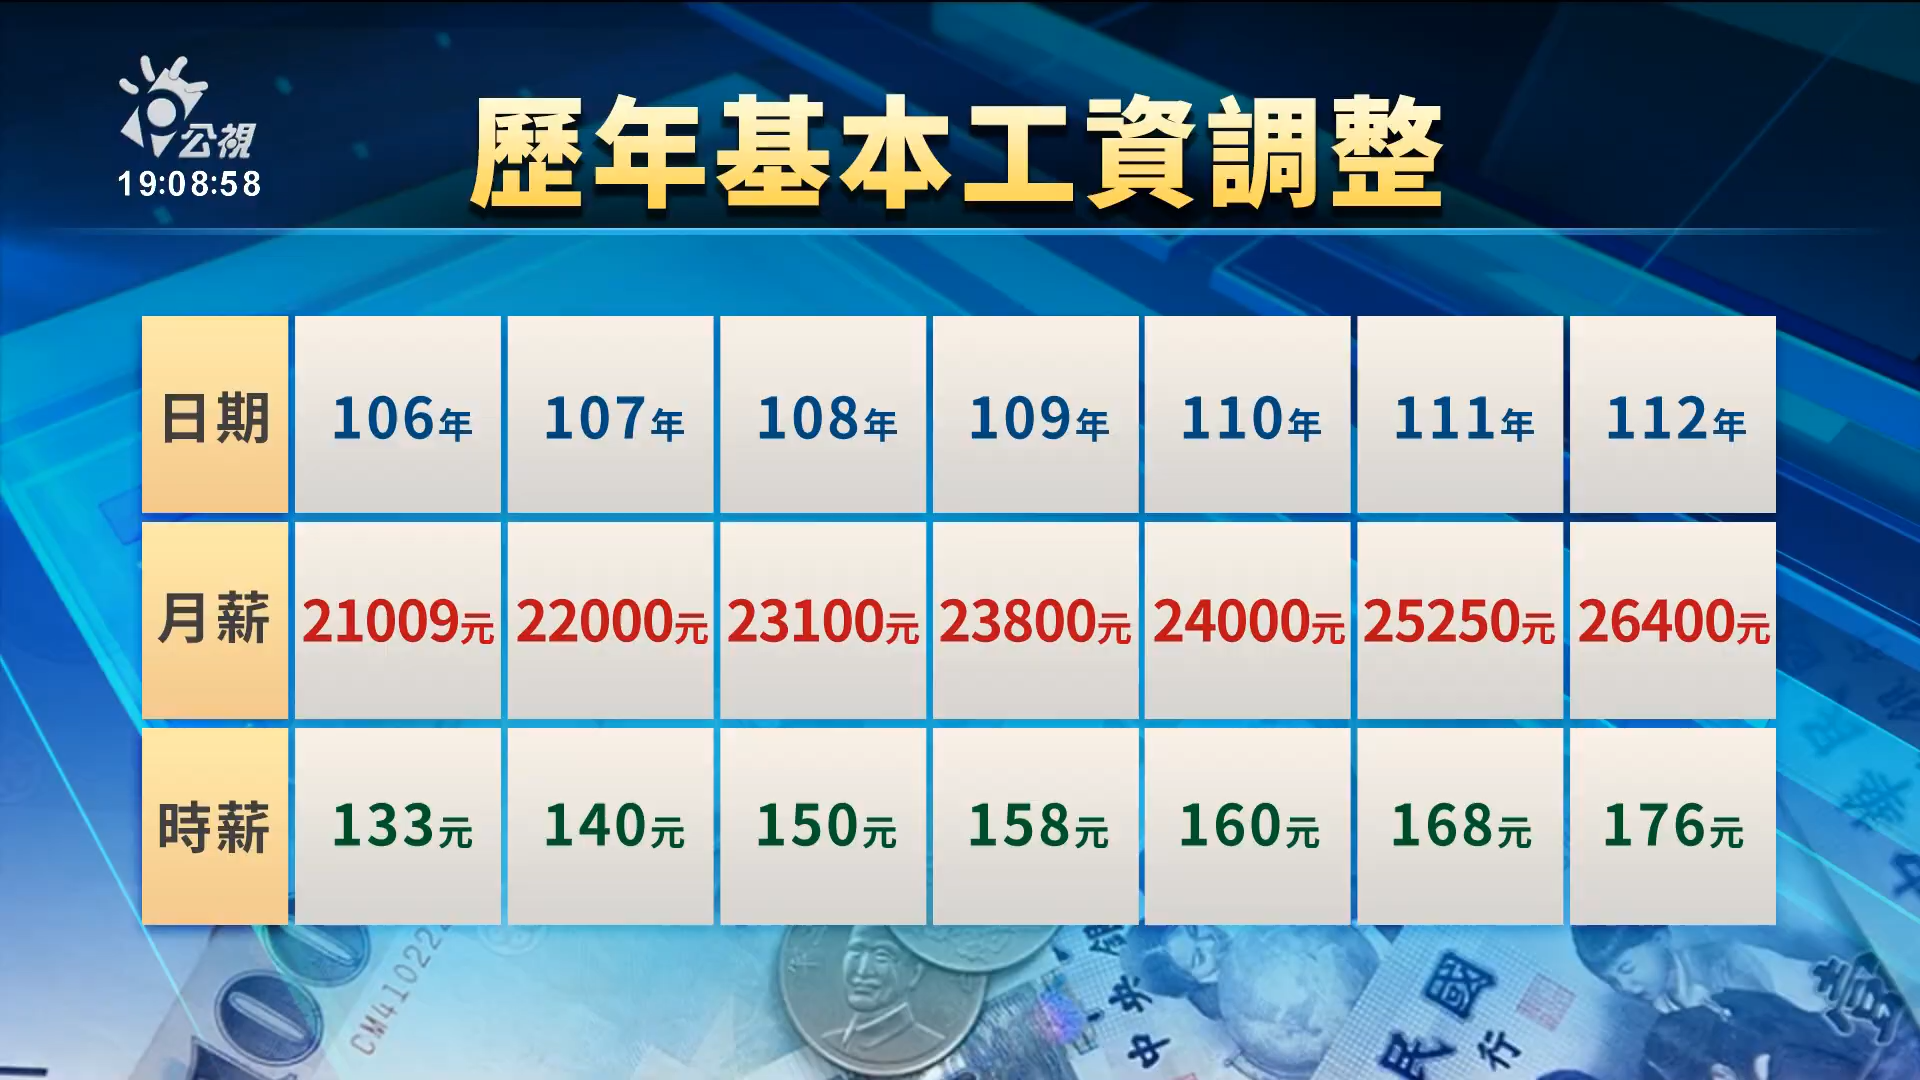 公視
19:08:58
歷年基本工資調整
日期 106年 107年 108年 109年 110年 111年 112年
月薪 21009元 22000元 23100元 23800元 24000元 25250元 26400元
時薪 133元 140元 150元 158元 160元 168元 176元
中央銀
民國
行